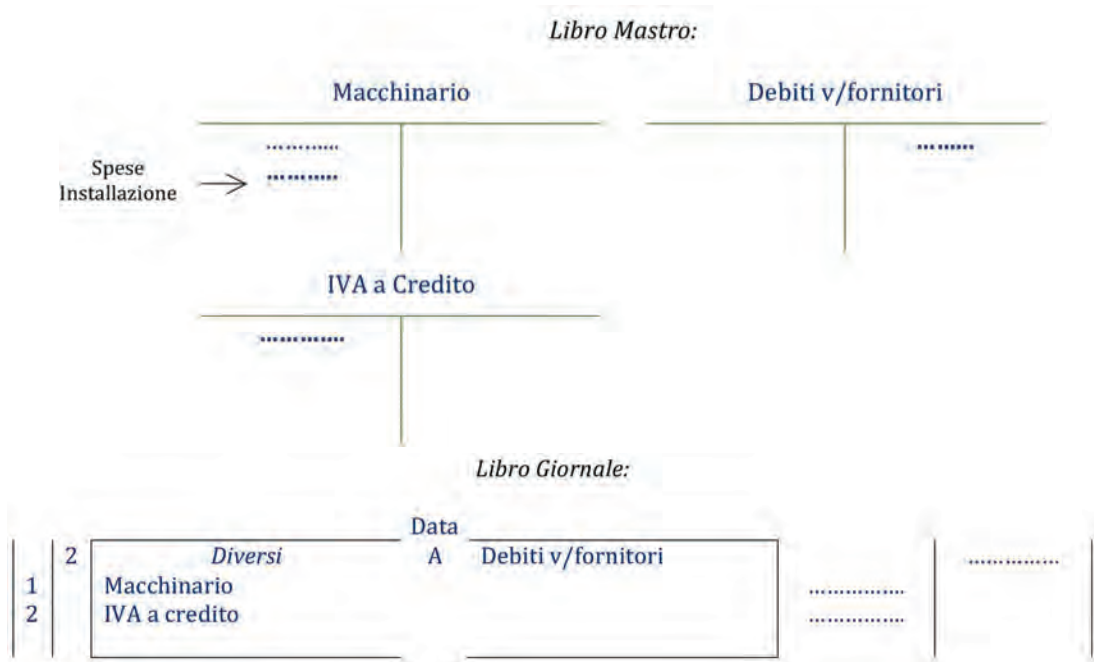 Libro Mastro:
Macchinario
Debiti v/fornitori
............
.........
Spese
Installazione
............
IVA a Credito
.............
Libro Giornale:
Data
2 Diversi A Debiti v/fornitori ...............
1 Macchinario ................
2 IVA a credito ................